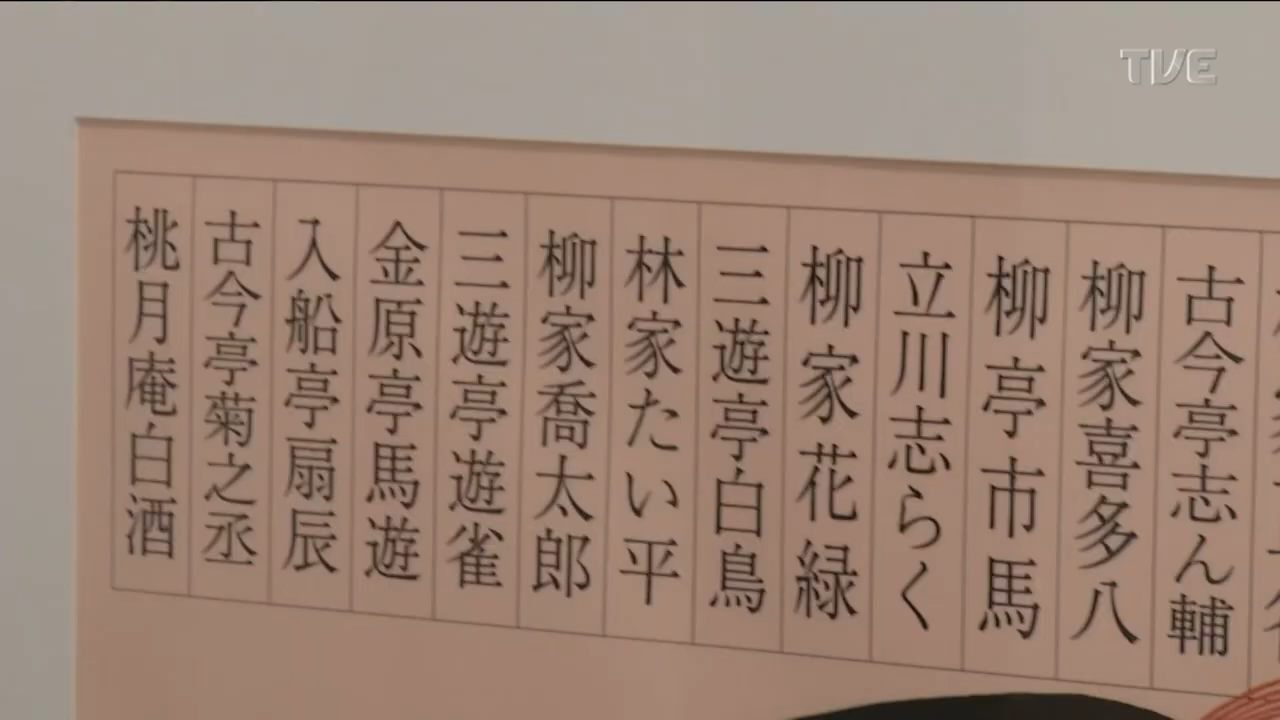 古今亭志ん輔
柳家喜多八
柳亭市馬
立川志らく
柳家花緑
三遊亭白鳥
林家たい平
柳家喬太郎
三遊亭遊雀
金原亭馬遊
入船亭扇辰
古今亭菊之丞
桃月庵白酒
TVE